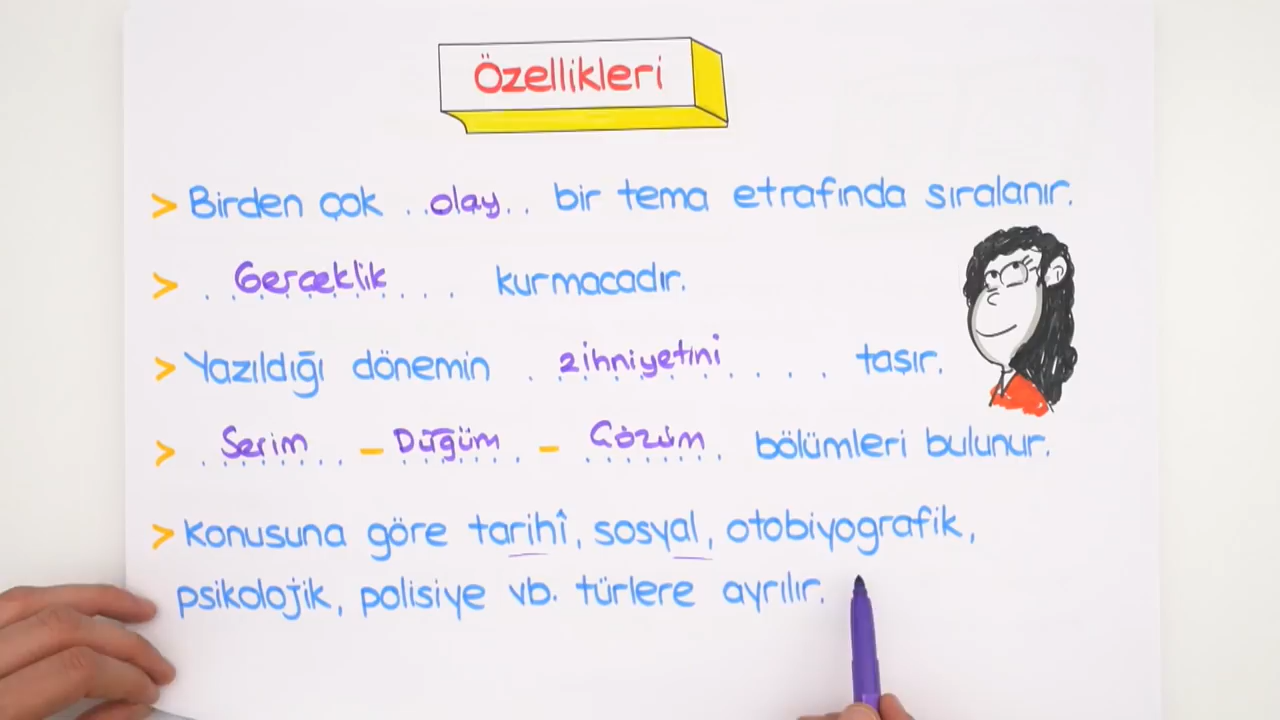 Özellikleri
> Birden çok ..olay.. bir tema etrafında sıralanır.
> . Gerçeklik . . . . kurmacadır.
> Yazıldığı dönemin . zihniyetini . . . . taşır.
> Serim - Düğüm - Çözüm bölümleri bulunur.
> Konusuna göre tarihî, sosyal, otobiyografik,
psikolojik, polisiye vb. türlere ayrılır.